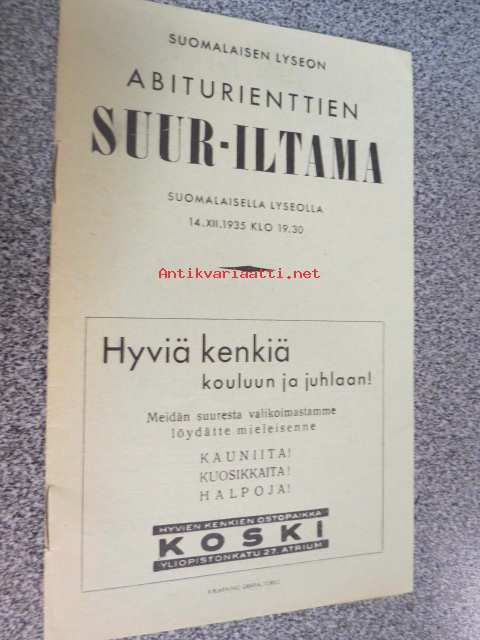 SUOMALAISEN LYSEON
ABITURIENTTIEN
SUUR-ILTAMA
SUOMALAISELLA LYSEOLLA
14.XII.1935 KLO 19.30
Antikvariaatti.net
Hyviä kenkiä
kouluun ja juhlaan!
Meidän suuresta valikoimastamme
löydätte mieleisenne
KAUNIITA!
KUOSIKKAITA!
HALPOJA!
HYVIEN KENKIEN OSTOPAIKKA
KOSKI
YLIOPISTONKATU 27. ATRIUM